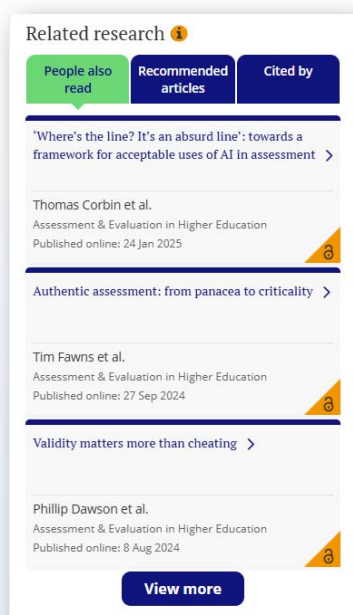 Related research
People also
read
Recommended
articles
Cited by
‘Where’s the line? It’s an absurd line’: towards a
framework for acceptable uses of AI in assessment
Thomas Corbin et al.
Assessment & Evaluation in Higher Education
Published online: 24 Jan 2025
Authentic assessment: from panacea to criticality
Tim Fawns et al.
Assessment & Evaluation in Higher Education
Published online: 27 Sep 2024
Validity matters more than cheating
Phillip Dawson et al.
Assessment & Evaluation in Higher Education
Published online: 8 Aug 2024
View more